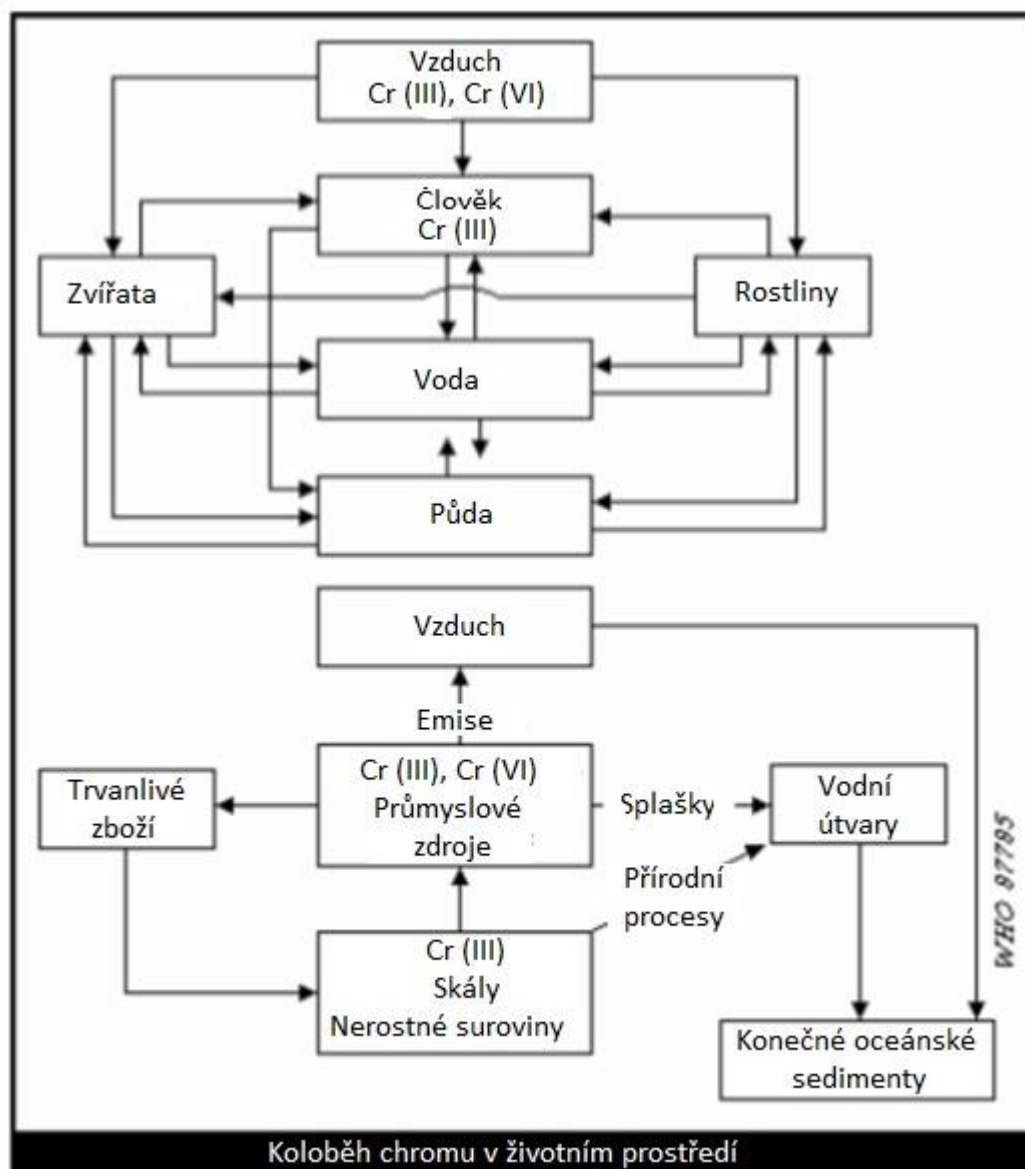 Vzduch
Cr (III), Cr (VI)
Člověk
Cr (III)
Zvířata
Rostliny
Voda
Půda
Vzduch
Emise
Cr (III), Cr (VI)
Průmyslové
zdroje
Trvanlivé
zboží
Splašky
Vodní
útvary
Přírodní
procesy
Cr (III)
Skály
Nerostné suroviny
WHO 87785
Konečné oceánské
sedimenty
Koloběh chromu v životním prostředí